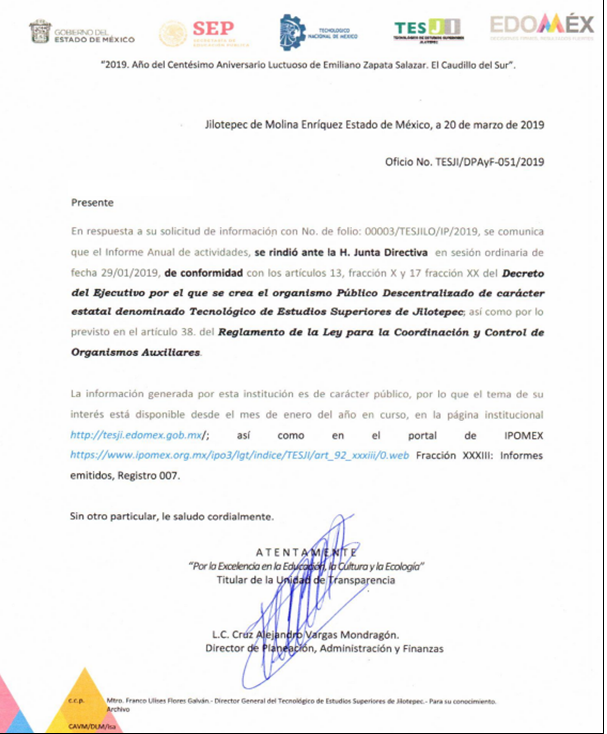 GOBIERNO DEL
ESTADO DE MÉXICO
SEP
SECRETARÍA DE
EDUCACIÓN PÚBLICA
TECNOLÓGICO
NACIONAL DE MÉXICO
TESJI
TECNOLÓGICO DE ESTUDIOS SUPERIORES
JILOTEPEC
EDOMÉX
"2019. Año del Centésimo Aniversario Luctuoso de Emiliano Zapata Salazar. El Caudillo del Sur".
Jilotepec de Molina Enríquez Estado de México, a 20 de marzo de 2019
Oficio No. TESJI/DPAyF-051/2019
Presente
En respuesta a su solicitud de información con No. de folio: 00003/TESJILO/IP/2019, se comunica
que el Informe Anual de actividades, se rindió ante la H. Junta Directiva en sesión ordinaria de
fecha 29/01/2019, de conformidad con los artículos 13, fracción X y 17 fracción XX del Decreto
del Ejecutivo por el que se crea el organismo Público Descentralizado de carácter
estatal denominado Tecnológico de Estudios Superiores de Jilotepec; así como por lo
previsto en el artículo 38. del Reglamento de la Ley para la Coordinación y Control de
Organismos Auxiliares.
La información generada por esta institución es de carácter público, por lo que el tema de su
interés está disponible desde el mes de enero del año en curso, en la página institucional
http://tesji.edomex.gob.mx/; así como en el portal de IPOMEX
https://www.ipomex.org.mx/ipo3/lgt/indice/TESJI/art_92_xxxiii/0.web Fracción XXXIII: Informes
emitidos, Registro 007.
Sin otro particular, le saludo cordialmente.
A T E N T A M E N T E
"Por la Excelencia en la Educación, la Cultura y la Ecología"
Titular de la Unidad de Transparencia
L.C. Cruz Alejandro Vargas Mondragón.
Director de Planeación, Administración y Finanzas
c.c.p. Mtro. Franco Ulises Flores Galván.- Director General del Tecnológico de Estudios Superiores de Jilotepec.- Para su conocimiento.
Archivo
CAVM/DLM/isa